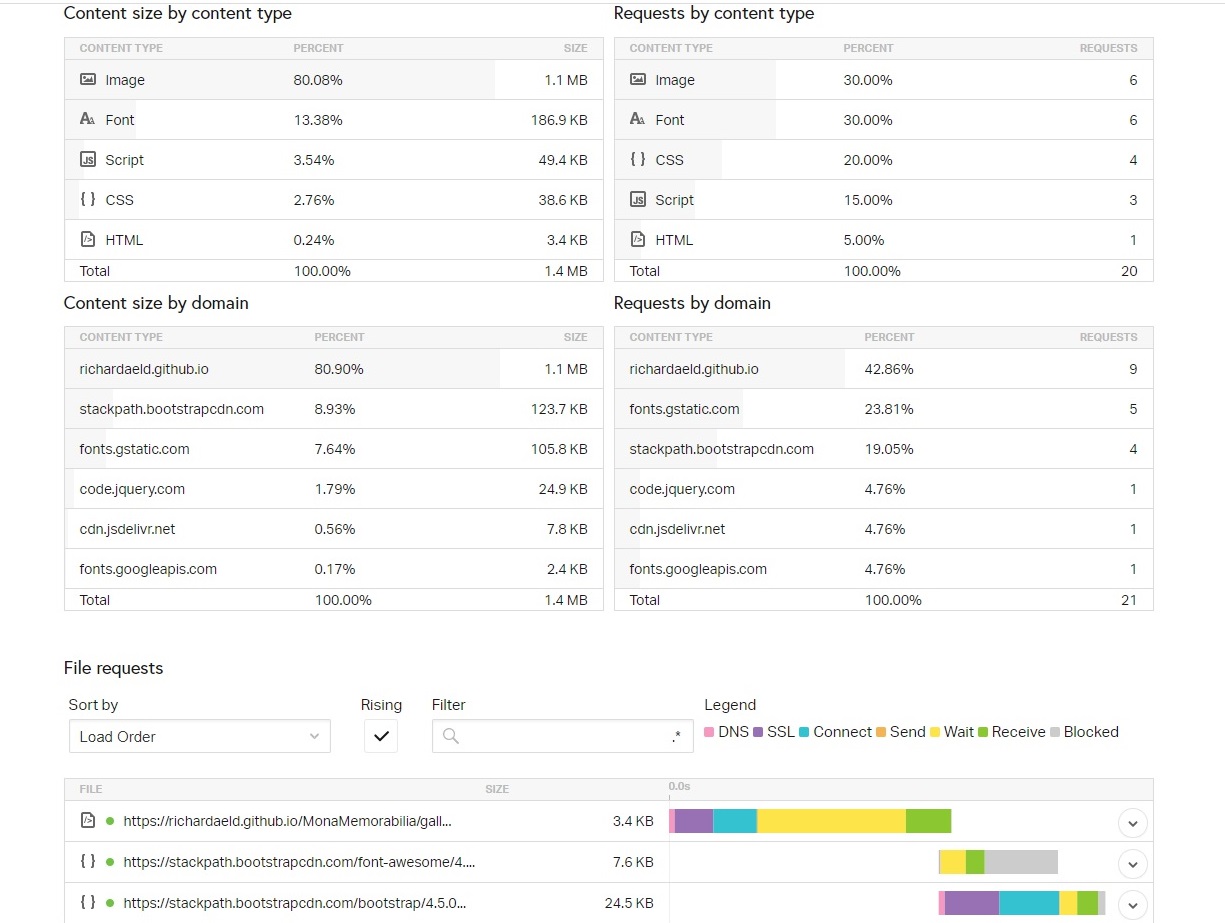 Content size by content type
CONTENT TYPE PERCENT SIZE
Image 80.08% 1.1 MB
Font 13.38% 186.9 KB
JS Script 3.54% 49.4 KB
{ } CSS 2.76% 38.6 KB
HTML 0.24% 3.4 KB
Total 100.00% 1.4 MB
Requests by content type
CONTENT TYPE PERCENT REQUESTS
Image 30.00% 6
Font 30.00% 6
{ } CSS 20.00% 4
JS Script 15.00% 3
HTML 5.00% 1
Total 100.00% 20
Content size by domain
CONTENT TYPE PERCENT SIZE
richardaeld.github.io 80.90% 1.1 MB
stackpath.bootstrapcdn.com 8.93% 123.7 KB
fonts.gstatic.com 7.64% 105.8 KB
code.jquery.com 1.79% 24.9 KB
cdn.jsdelivr.net 0.56% 7.8 KB
fonts.googleapis.com 0.17% 2.4 KB
Total 100.00% 1.4 MB
Requests by domain
CONTENT TYPE PERCENT REQUESTS
richardaeld.github.io 42.86% 9
fonts.gstatic.com 23.81% 5
stackpath.bootstrapcdn.com 19.05% 4
code.jquery.com 4.76% 1
cdn.jsdelivr.net 4.76% 1
fonts.googleapis.com 4.76% 1
Total 100.00% 21
File requests
Sort by Rising Filter Legend
Load Order .* DNS SSL Connect Send Wait Receive Blocked
FILE SIZE 0.0s
https://richardaeld.github.io/MonaMemorabilia/gall... 3.4 KB
{ } https://stackpath.bootstrapcdn.com/font-awesome/4.... 7.6 KB
{ } https://stackpath.bootstrapcdn.com/bootstrap/4.5.0... 24.5 KB